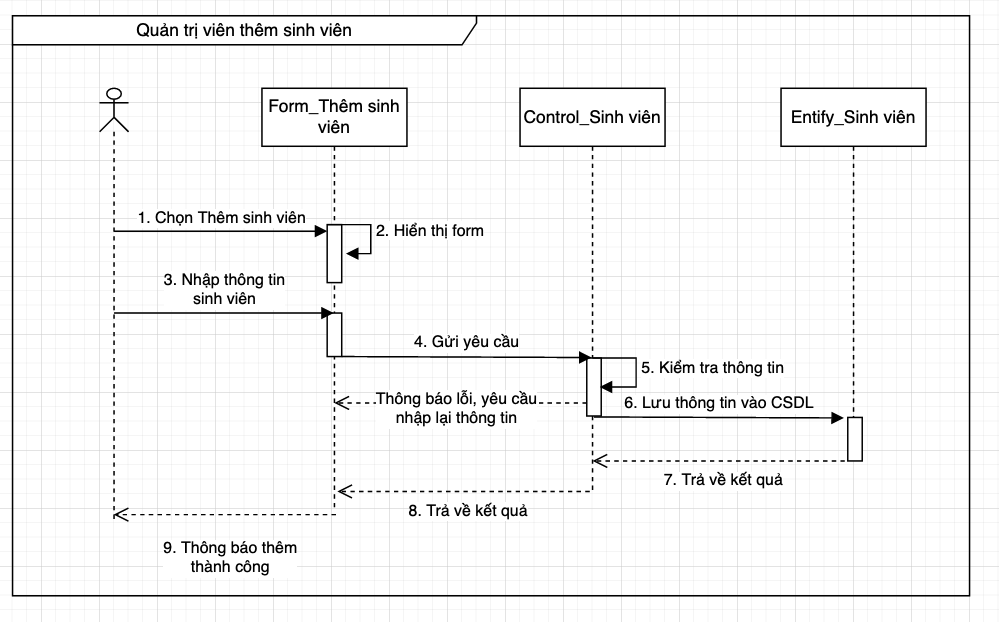 Quản trị viên thêm sinh viên
Form_Thêm sinh
viên
Control_Sinh viên
Entify_Sinh viên
1. Chọn Thêm sinh viên
2. Hiển thị form
3. Nhập thông tin
sinh viên
4. Gửi yêu cầu
5. Kiểm tra thông tin
Thông báo lỗi, yêu cầu
nhập lại thông tin
6. Lưu thông tin vào CSDL
7. Trả về kết quả
8. Trả về kết quả
9. Thông báo thêm
thành công